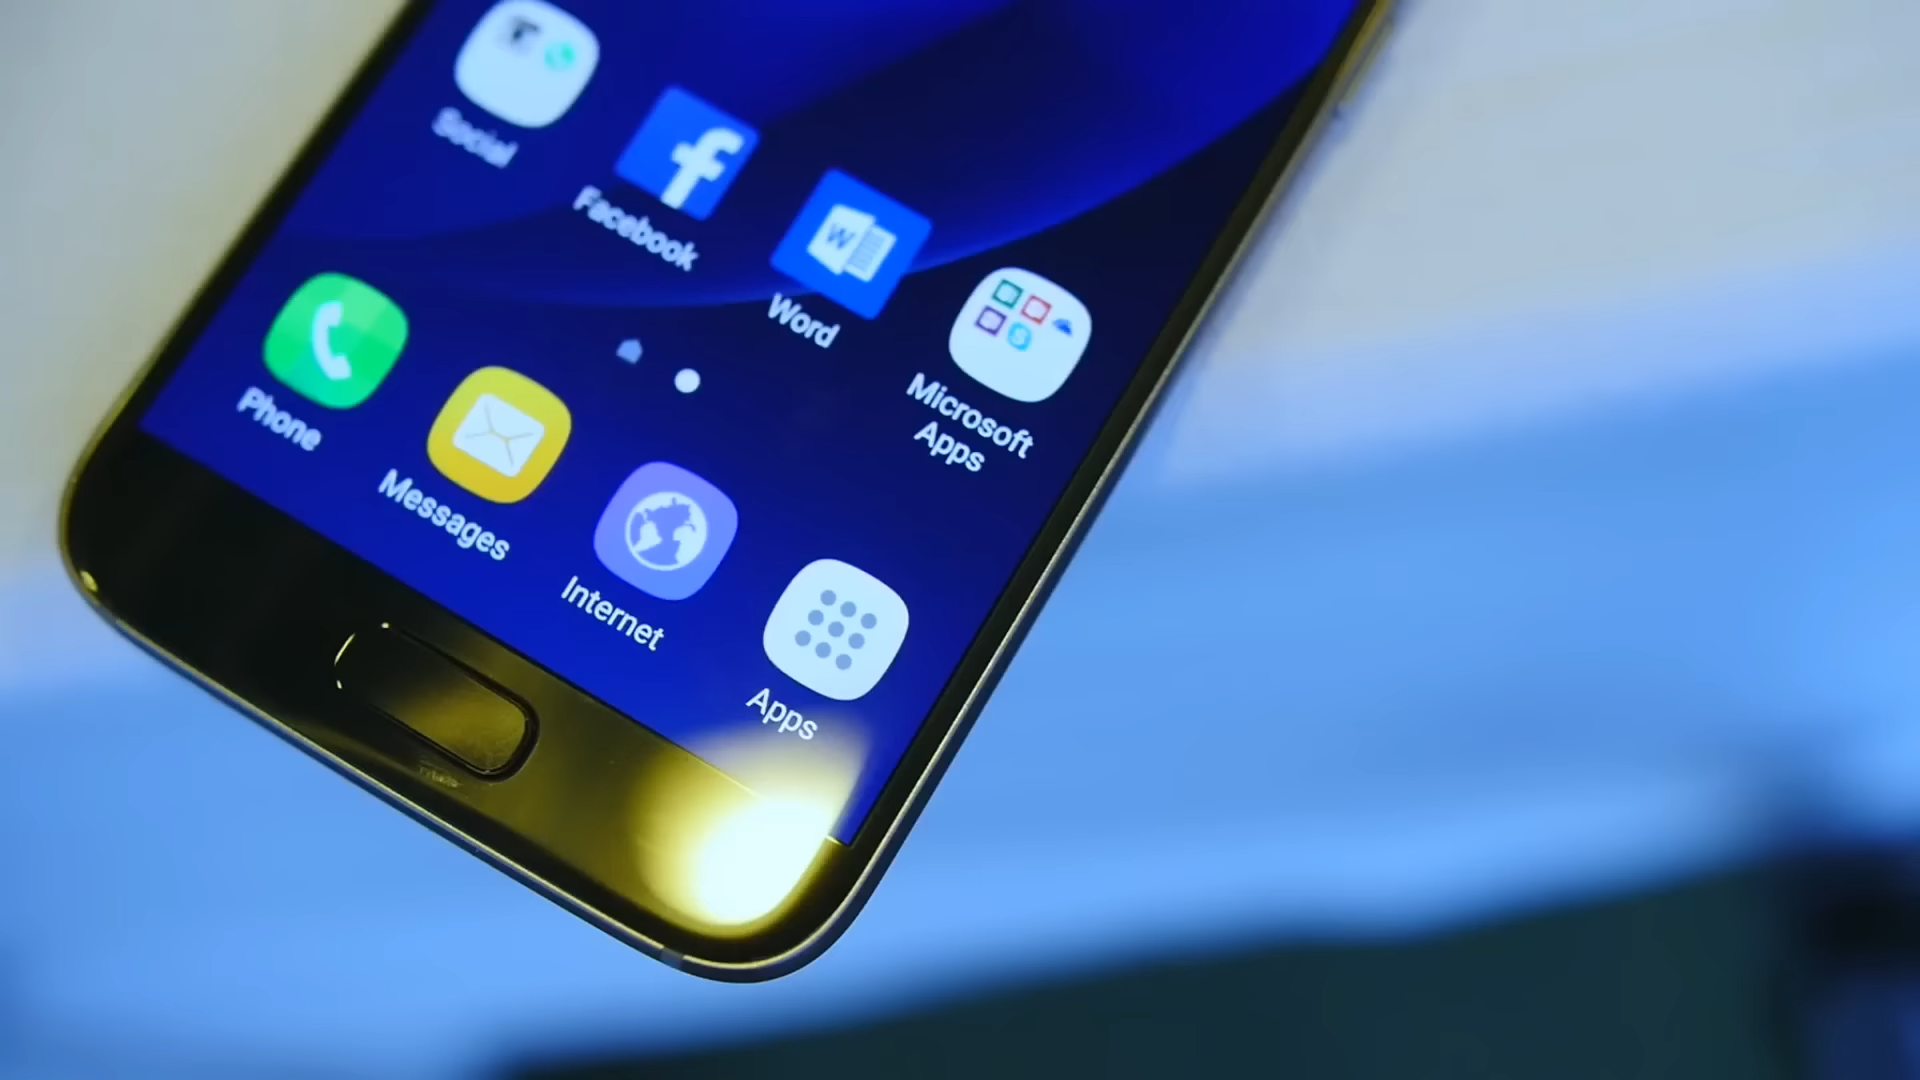 Social
Facebook
W
Word
Microsoft
Apps
Phone
Messages
Internet
Apps